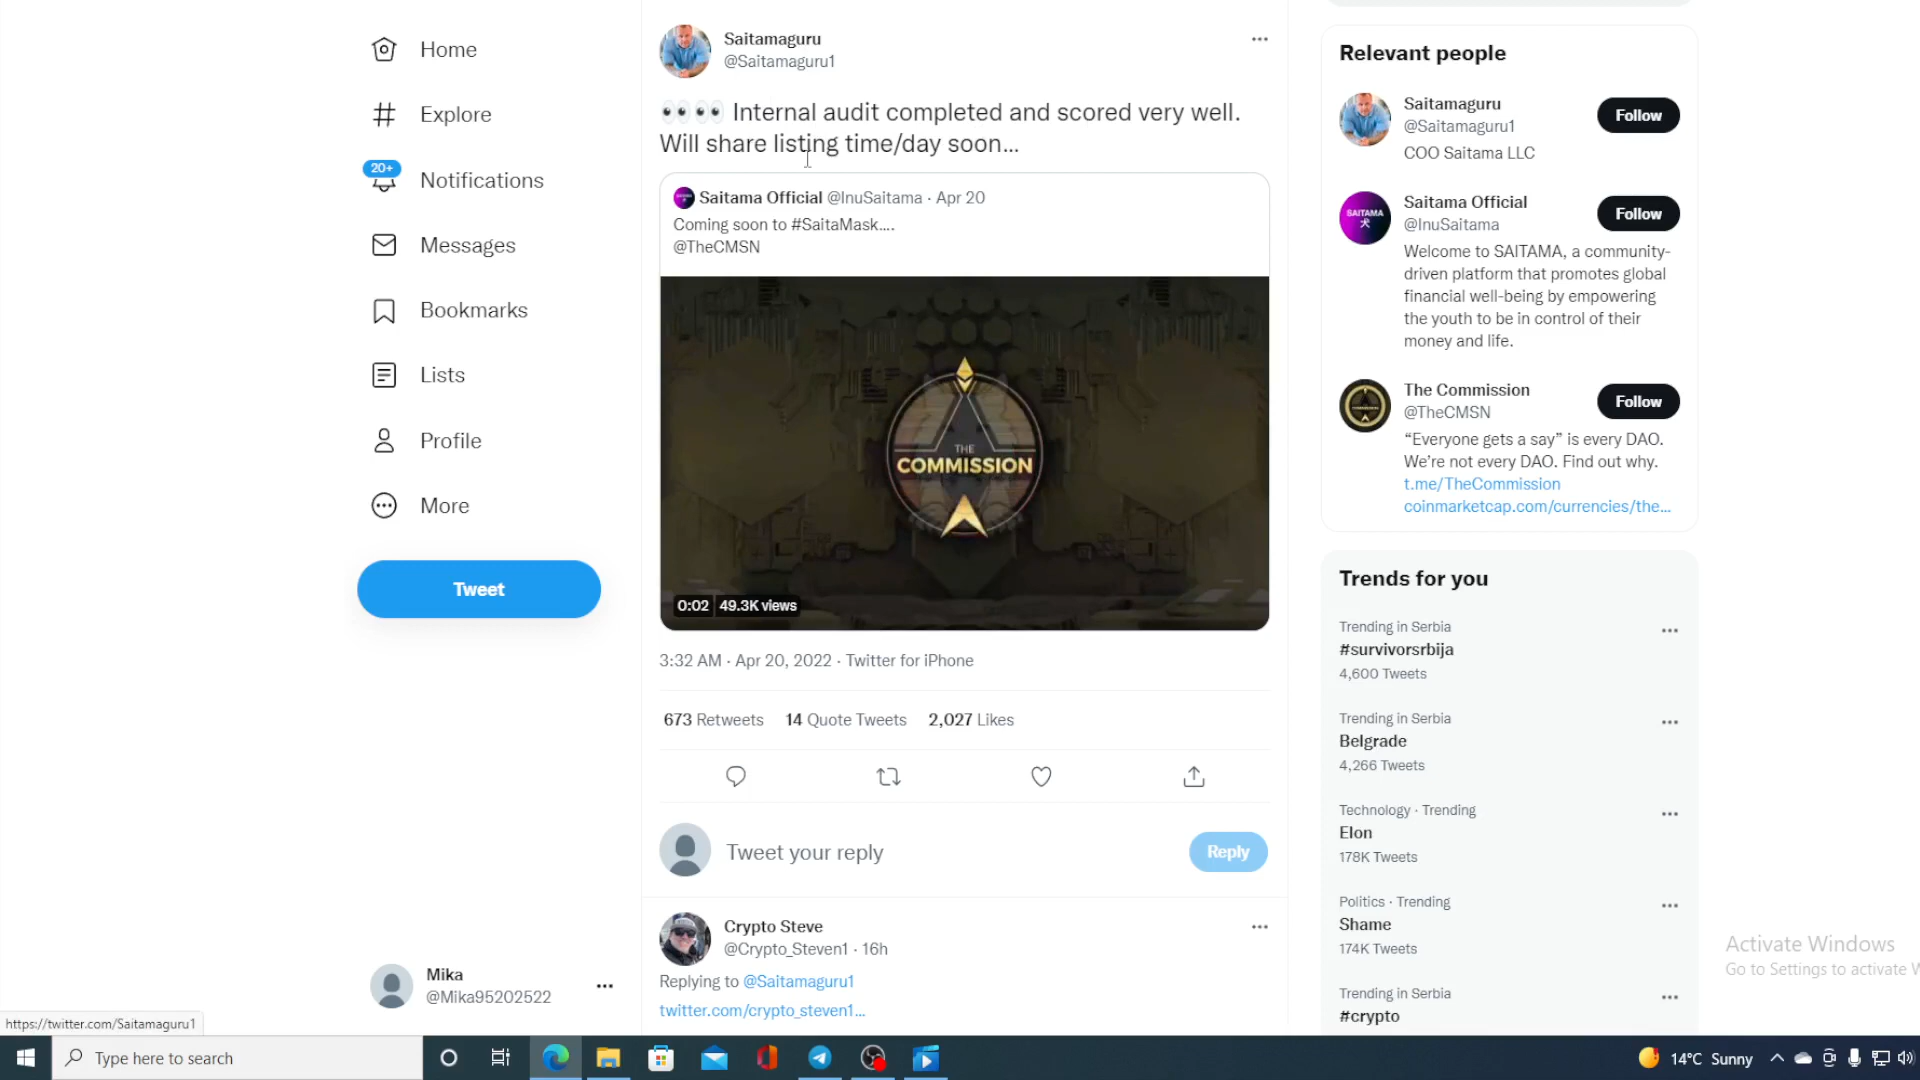 Home
Explore
20+
Notifications
Messages
Bookmarks
Lists
Profile
More
Tweet
Mika
@Mika95202522
https://twitter.com/Saitamaguru1
Saitamaguru
@Saitamaguru1
Internal audit completed and scored very well.
Will share listing time/day soon...
Saitama Official @InuSaitama · Apr 20
Coming soon to #SaitaMask....
@TheCMSN
THE
COMMISSION
0:02 49.3K views
3:32 AM · Apr 20, 2022 · Twitter for iPhone
673 Retweets 14 Quote Tweets 2,027 Likes
Tweet your reply
Reply
Crypto Steve
@Crypto_Steven1 · 16h
Replying to @Saitamaguru1
twitter.com/crypto_steven1...
Relevant people
Saitamaguru
@Saitamaguru1
Follow
COO Saitama LLC
SAITAMA
Saitama Official
@InuSaitama
Follow
Welcome to SAITAMA, a community-
driven platform that promotes global
financial well-being by empowering
the youth to be in control of their
money and life.
The Commission
@TheCMSN
Follow
“Everyone gets a say” is every DAO.
We're not every DAO. Find out why.
t.me/TheCommission
coinmarketcap.com/currencies/the...
Trends for you
Trending in Serbia
#survivorsrbija
4,600 Tweets
Trending in Serbia
Belgrade
4,266 Tweets
Technology · Trending
Elon
178K Tweets
Politics · Trending
Shame
174K Tweets
Trending in Serbia
#crypto
Activate Windows
Go to Settings to activate W
Type here to search
14°C Sunny